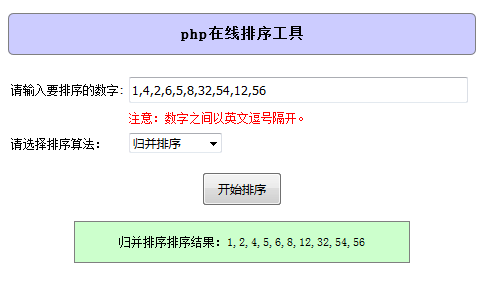 php在线排序工具
请输入要排序的数字: 1,4,2,6,5,8,32,54,12,56
注意：数字之间以英文逗号隔开。
请选择排序算法： 归并排序
开始排序
归并排序排序结果：1,2,4,5,6,8,12,32,54,56